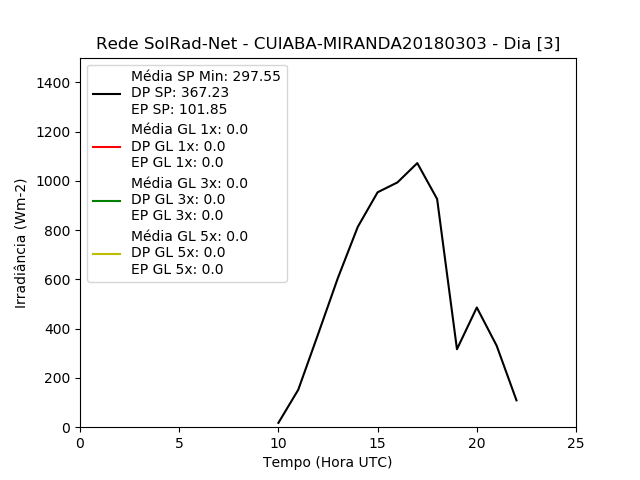 Rede SolRad-Net - CUIABA-MIRANDA20180303 - Dia [3]
Média SP Min: 297.55
DP SP: 367.23
EP SP: 101.85
Média GL 1x: 0.0
DP GL 1x: 0.0
EP GL 1x: 0.0
Média GL 3x: 0.0
DP GL 3x: 0.0
EP GL 3x: 0.0
Média GL 5x: 0.0
DP GL 5x: 0.0
EP GL 5x: 0.0
Irradiância (Wm-2)
1400
1200
1000
800
600
400
200
0
0 5 10 15 20 25
Tempo (Hora UTC)